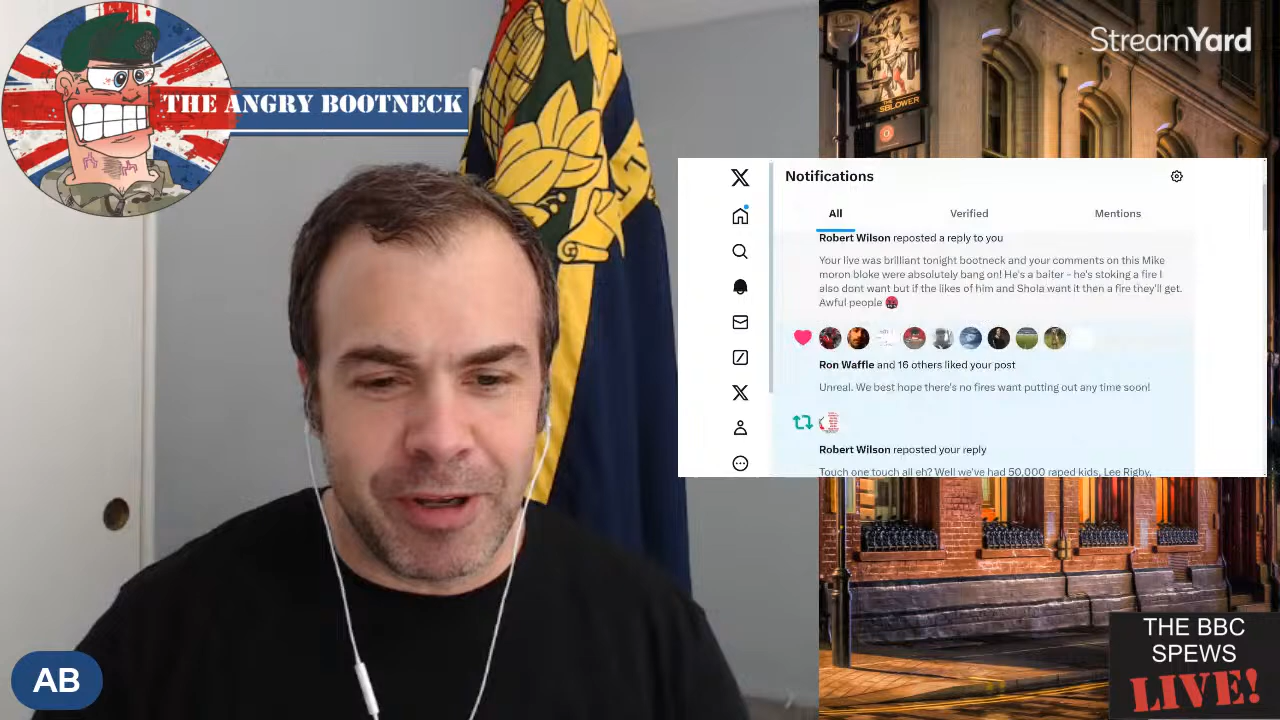 THE ANGRY BOOTNECK
StreamYard
SBLOWER
Notifications
All Verified Mentions
Robert Wilson reposted a reply to you
Your live was brilliant tonight bootneck and your comments on this Mike
moron bloke were absolutely bang on! He's a baiter - he's stoking a fire I
also dont want but if the likes of him and Shola want it then a fire they'll get.
Awful people
Ron Waffle and 16 others liked your post
Unreal. We best hope there's no fires want putting out any time soon!
Robert Wilson reposted your reply
Touch one touch all eh? Well we've had 50,000 raped kids, Lee Rigby,
AB
THE BBC
SPEWS
LIVE!